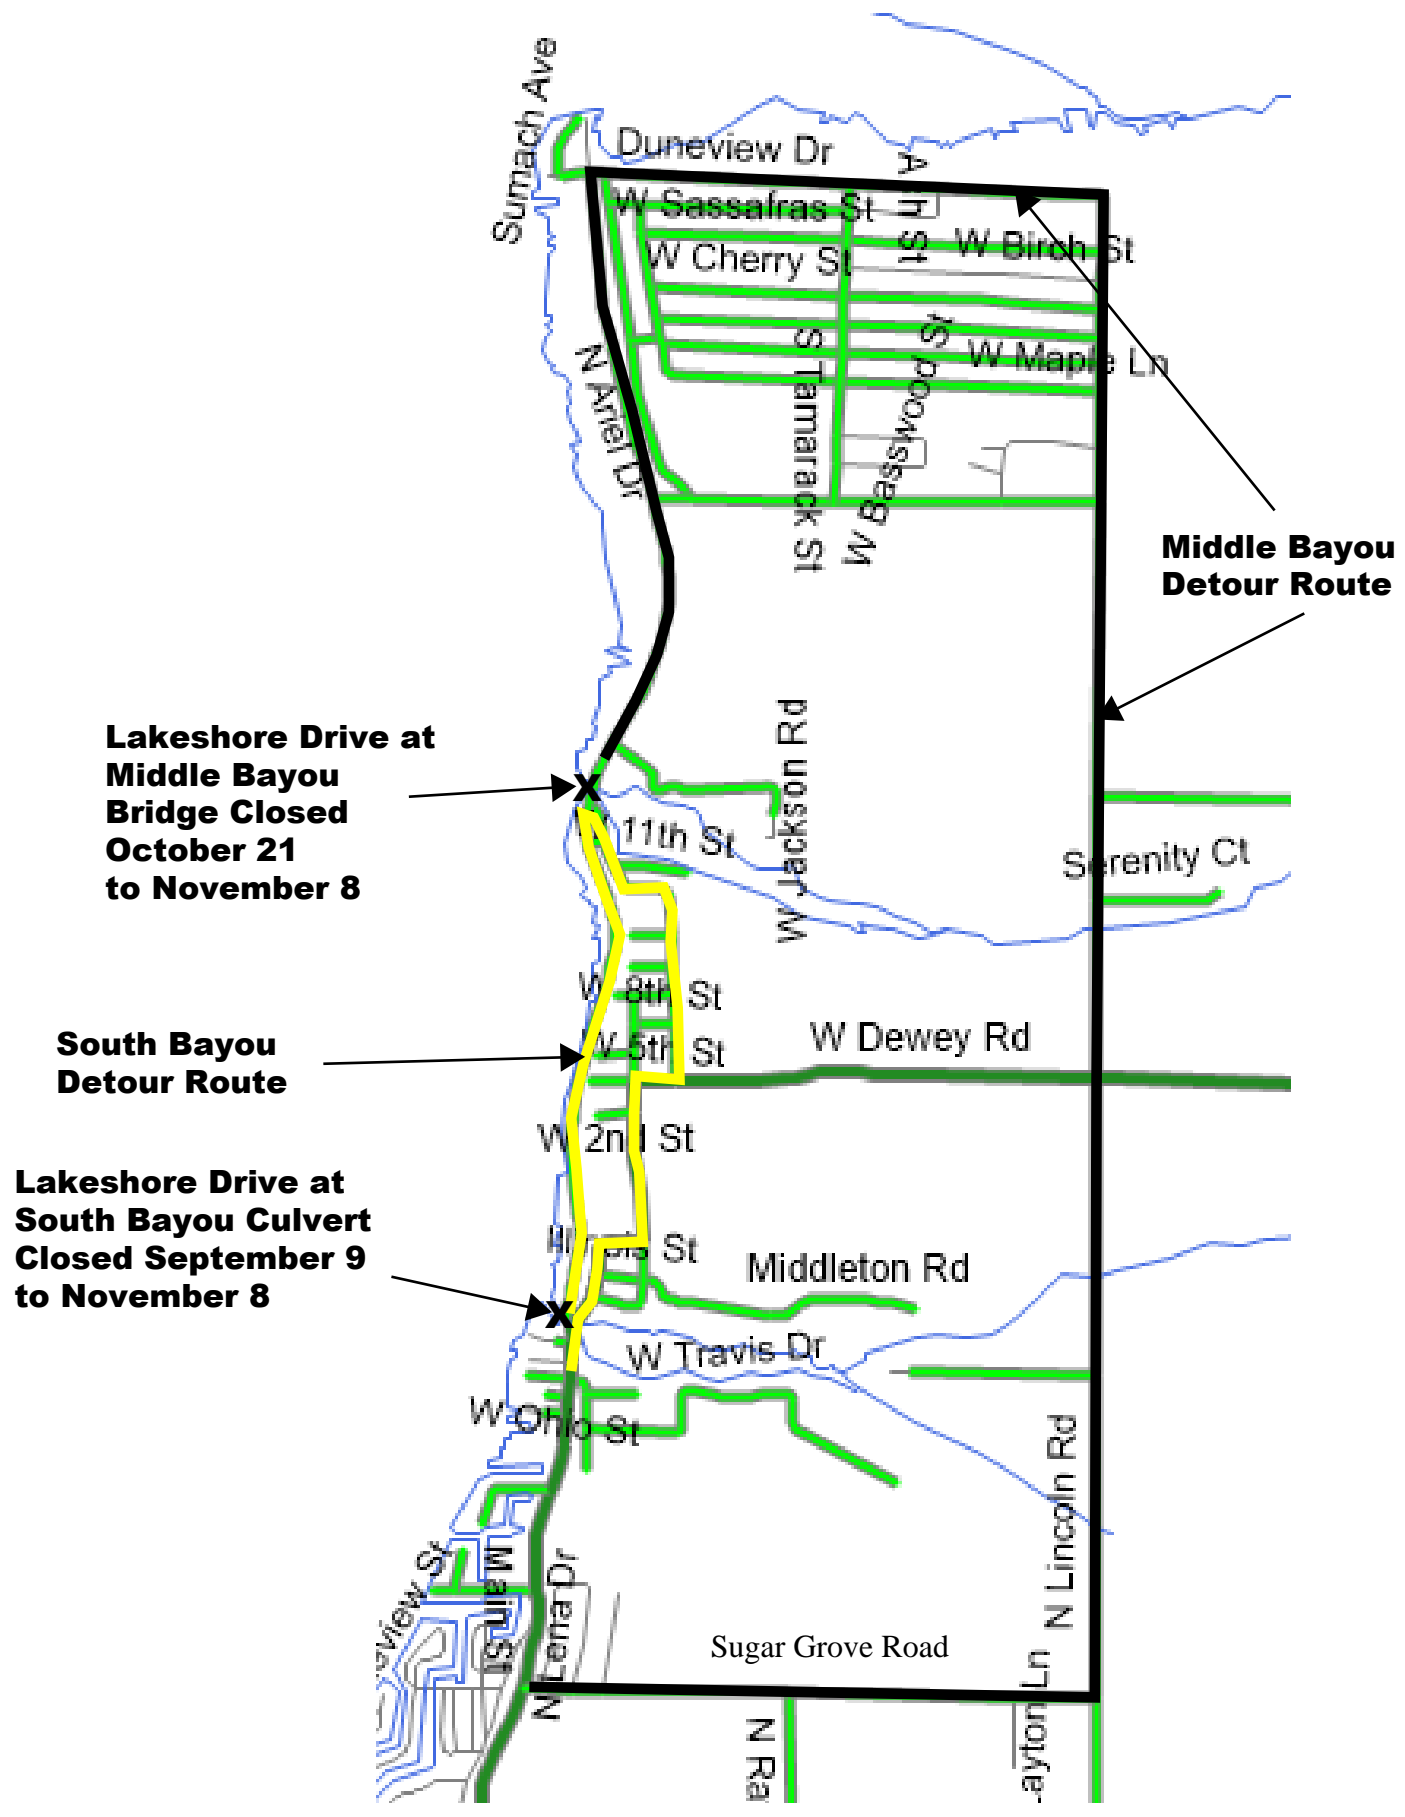 Sumach Ave
Duneview Dr
W Sassafras St
W Birch St
W Cherry St
W Maple Ln
N Ariel Dr
S Tamarack St
W Basswood St
Middle Bayou
Detour Route
Lakeshore Drive at
Middle Bayou
Bridge Closed
October 21
to November 8
X
W Jackson Rd
11th St
Serenity Ct
W 8th St
South Bayou
Detour Route
W 5th St
W Dewey Rd
W 2nd St
Lakeshore Drive at
South Bayou Culvert
Closed September 9
to November 8
X
St
Middleton Rd
W Travis Dr
W Ohio St
N Lincoln Rd
Main St
N Lena Dr
Sugar Grove Road